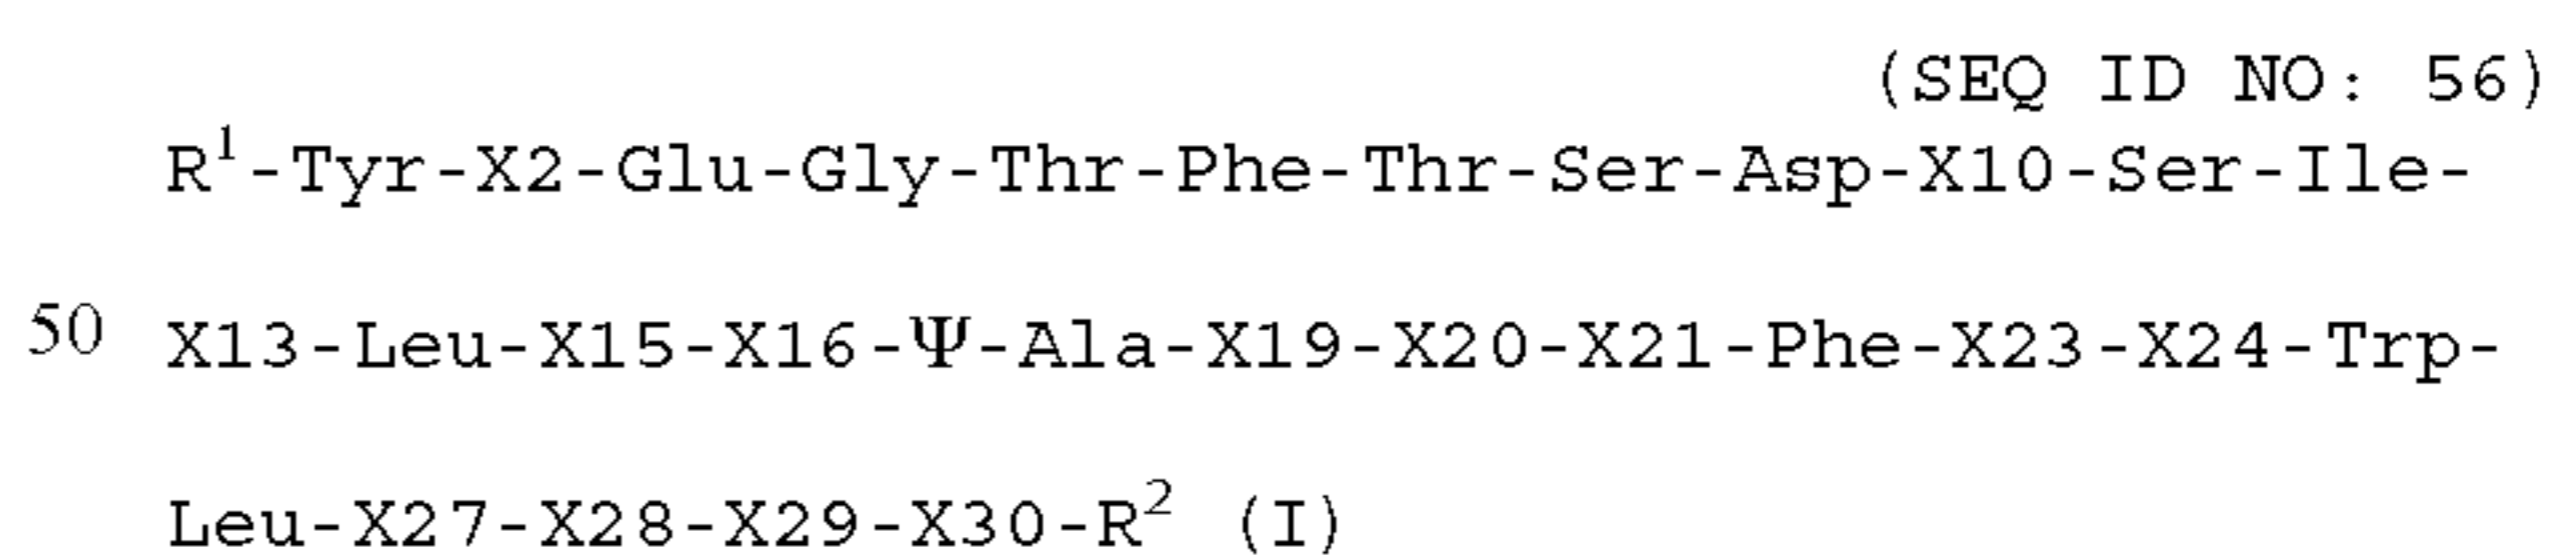 (SEQ ID NO: 56)
R¹-Tyr-X2-Glu-Gly-Thr-Phe-Thr-Ser-Asp-X10-Ser-Ile-
50 X13-Leu-X15-X16-Ψ-Ala-X19-X20-X21-Phe-X23-X24-Trp-
Leu-X27-X28-X29-X30-R² (I)